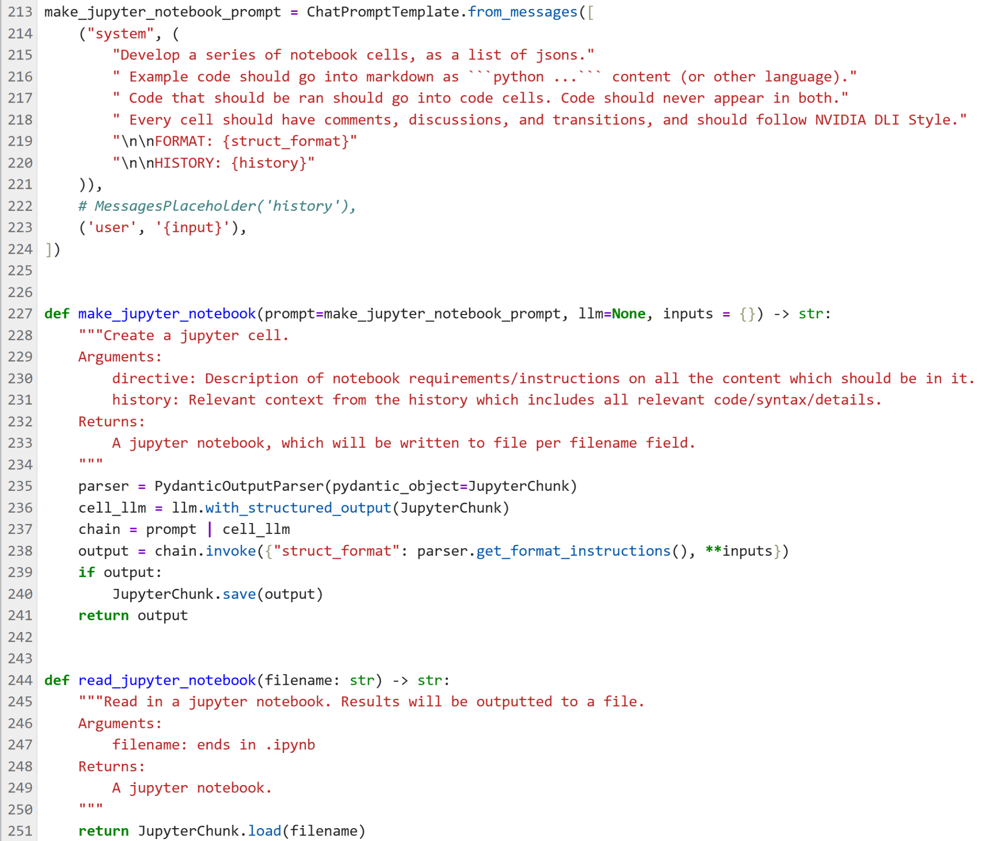 213 make_jupyter_notebook_prompt = ChatPromptTemplate.from_messages([
214     ("system", (
215         "Develop a series of notebook cells, as a list of jsons."
216         " Example code should go into markdown as ```python ...``` content (or other language)."
217         " Code that should be ran should go into code cells. Code should never appear in both."
218         " Every cell should have comments, discussions, and transitions, and should follow NVIDIA DLI Style."
219         "\n\nFORMAT: {struct_format}"
220         "\n\nHISTORY: {history}"
221     )),
222     # MessagesPlaceholder('history'),
223     ('user', '{input}'),
224 ])
225
226
227 def make_jupyter_notebook(prompt=make_jupyter_notebook_prompt, llm=None, inputs = {}) -> str:
228     """Create a jupyter cell.
229     Arguments:
230         directive: Description of notebook requirements/instructions on all the content which should be in it.
231         history: Relevant context from the history which includes all relevant code/syntax/details.
232     Returns:
233         A jupyter notebook, which will be written to file per filename field.
234     """
235     parser = PydanticOutputParser(pydantic_object=JupyterChunk)
236     cell_llm = llm.with_structured_output(JupyterChunk)
237     chain = prompt | cell_llm
238     output = chain.invoke({"struct_format": parser.get_format_instructions(), **inputs})
239     if output:
240         JupyterChunk.save(output)
241     return output
242
243
244 def read_jupyter_notebook(filename: str) -> str:
245     """Read in a jupyter notebook. Results will be outputted to a file.
246     Arguments:
247         filename: ends in .ipynb
248     Returns:
249         A jupyter notebook.
250     """
251     return JupyterChunk.load(filename)